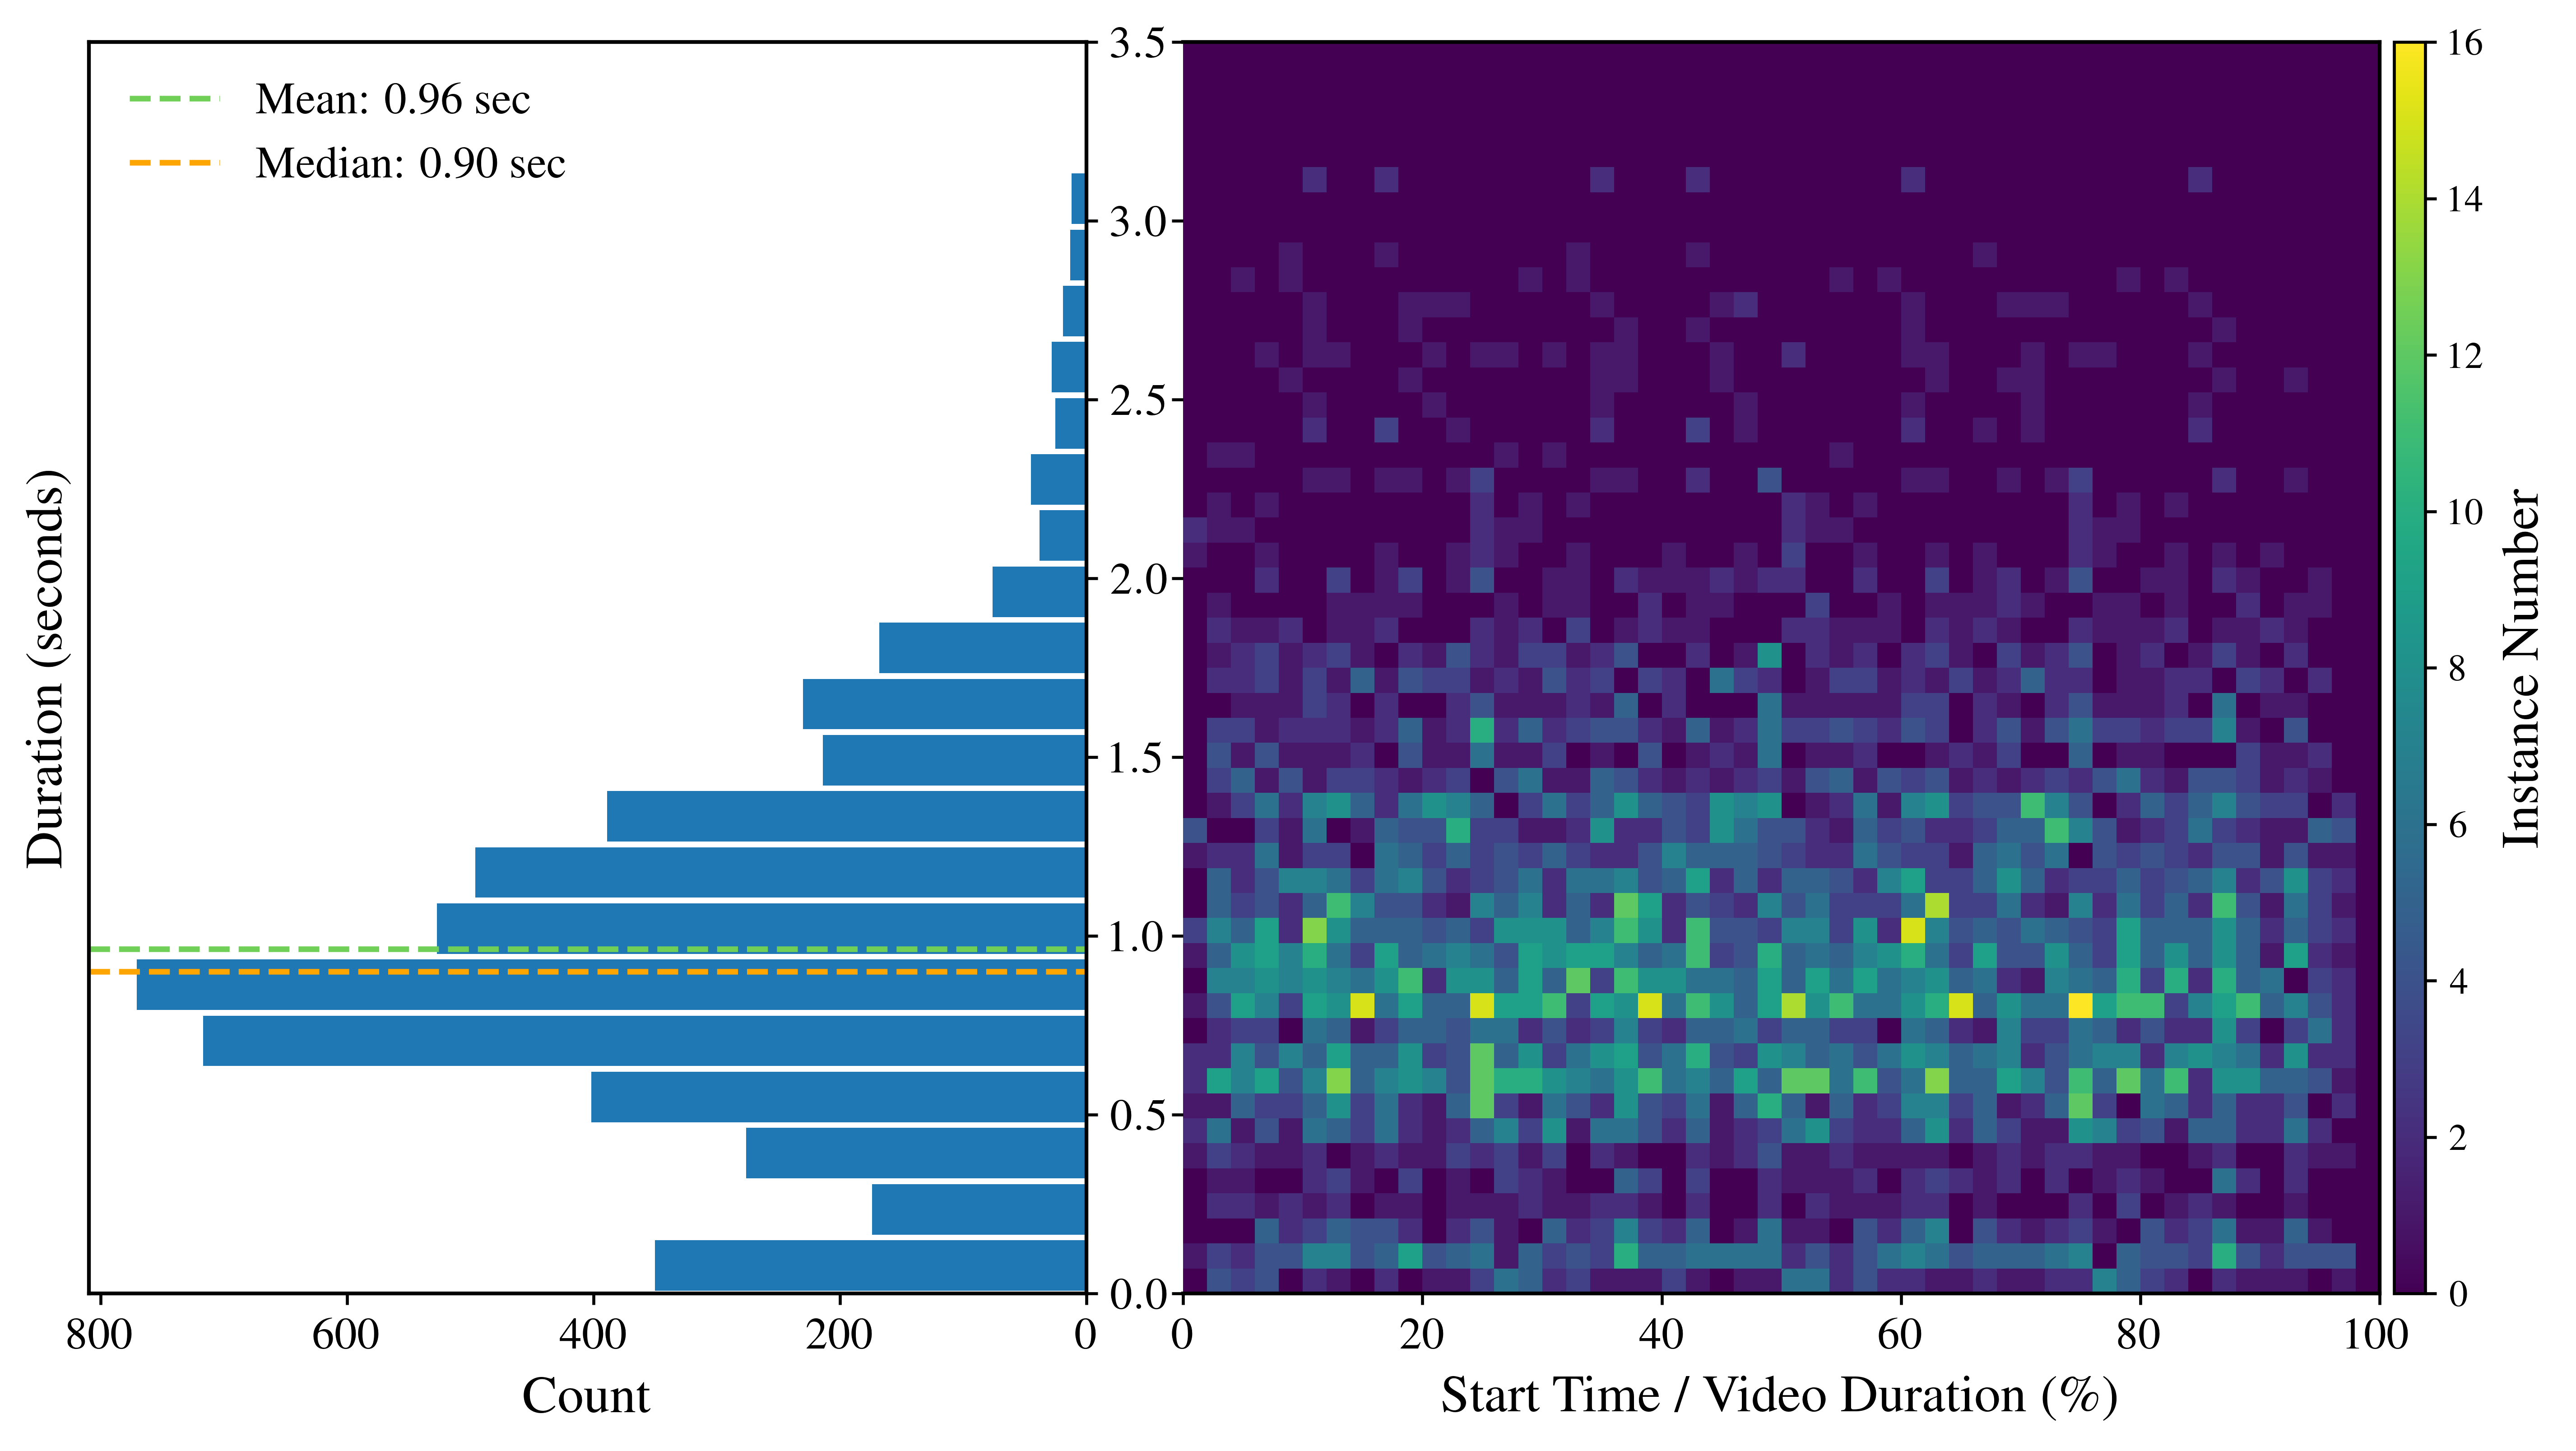 Mean: 0.96 sec
Median: 0.90 sec
Duration (seconds)
800 600 400 200 0
Count
3.5
3.0
2.5
2.0
1.5
1.0
0.5
0.0
0 20 40 60 80 100
Start Time / Video Duration (%)
16
14
12
10
8
6
4
2
0
Instance Number